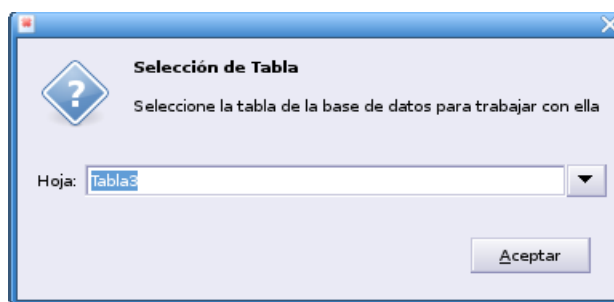 Selección de Tabla
Seleccione la tabla de la base de datos para trabajar con ella
Hoja: Tabla3
Aceptar